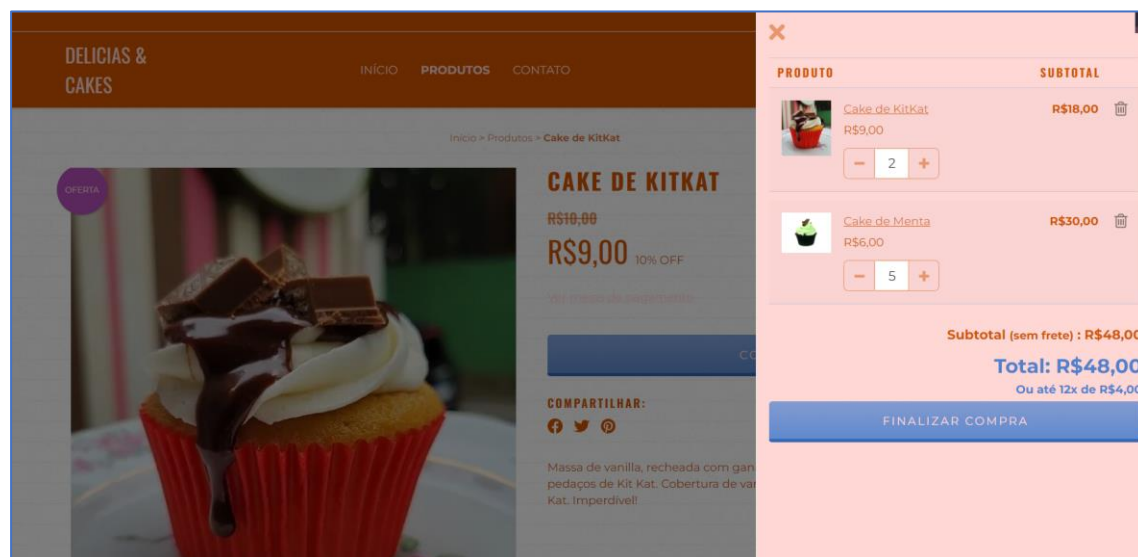 DELICIAS &
CAKES
INÍCIO PRODUTOS CONTATO
Início > Produtos > Cake de KitKat
OFERTA
CAKE DE KITKAT
R$10,00
R$9,00 10% OFF
COMPARTILHAR:
Massa de vanilla, recheada com
pedaços de Kit Kat. Cobertura de
Kat. Imperdível!
PRODUTO SUBTOTAL
Cake de KitKat R$18,00
R$9,00
− 2 +
Cake de Menta R$30,00
R$6,00
− 5 +
Subtotal (sem frete) : R$48,00
Total: R$48,00
Ou até 12x de R$4,00
FINALIZAR COMPRA